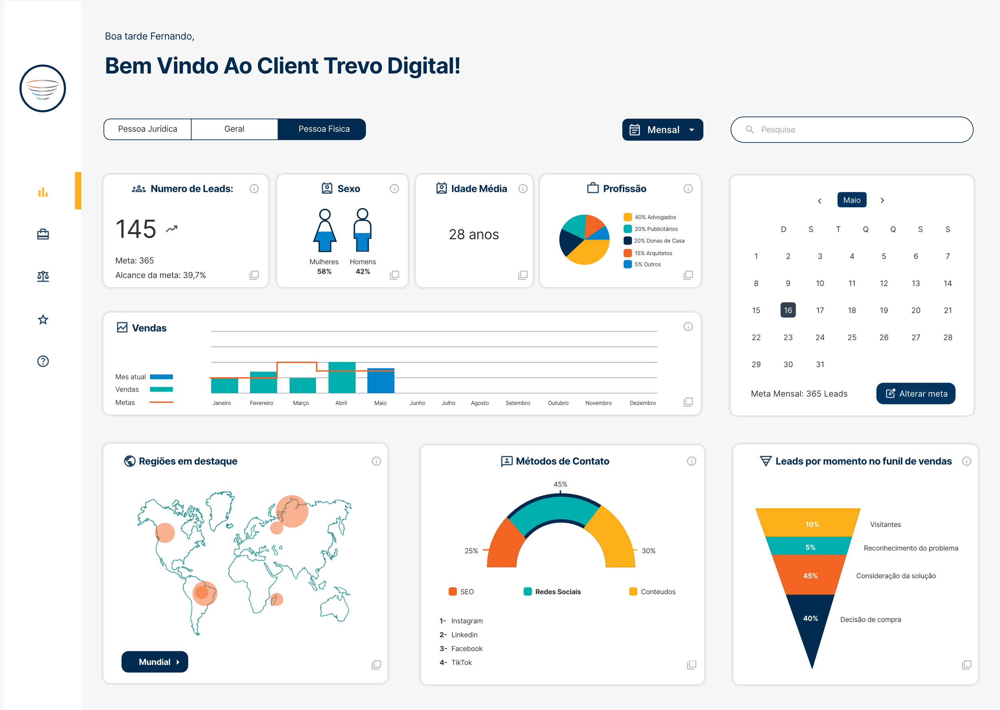 Boa tarde Fernando,
Bem Vindo Ao Client Trevo Digital!
Pessoa Jurídica Geral Pessoa Fisica
Mensal
Pesquise
Numero de Leads:
145
Meta: 365
Alcance da meta: 39,7%
Sexo
Mulheres Homens
58% 42%
Idade Média
28 anos
Profissão
40% Advogados
20% Publicitários
20% Donas de Casa
15% Arquitetos
5% Outros
Maio
D S T Q Q S S
1 2 3 4 5 6 7
8 9 10 11 12 13 14
15 16 17 18 19 20 21
22 23 24 25 26 27 28
29 30 31
Meta Mensal: 365 Leads
Alterar meta
Vendas
Mes atual
Vendas
Metas
Janeiro Fevereiro Março Abril Maio Junho Julho Agosto Setembro Outubro Novembro Dezembro
Regiões em destaque
Mundial
Métodos de Contato
45%
25% 30%
SEO Redes Sociais Conteudos
1- Instagram
2- Linkedin
3- Facebook
4- TikTok
Leads por momento no funil de vendas
10% Visitantes
5% Reconhecimento do problema
45% Consideração da solução
40% Decisão de compra